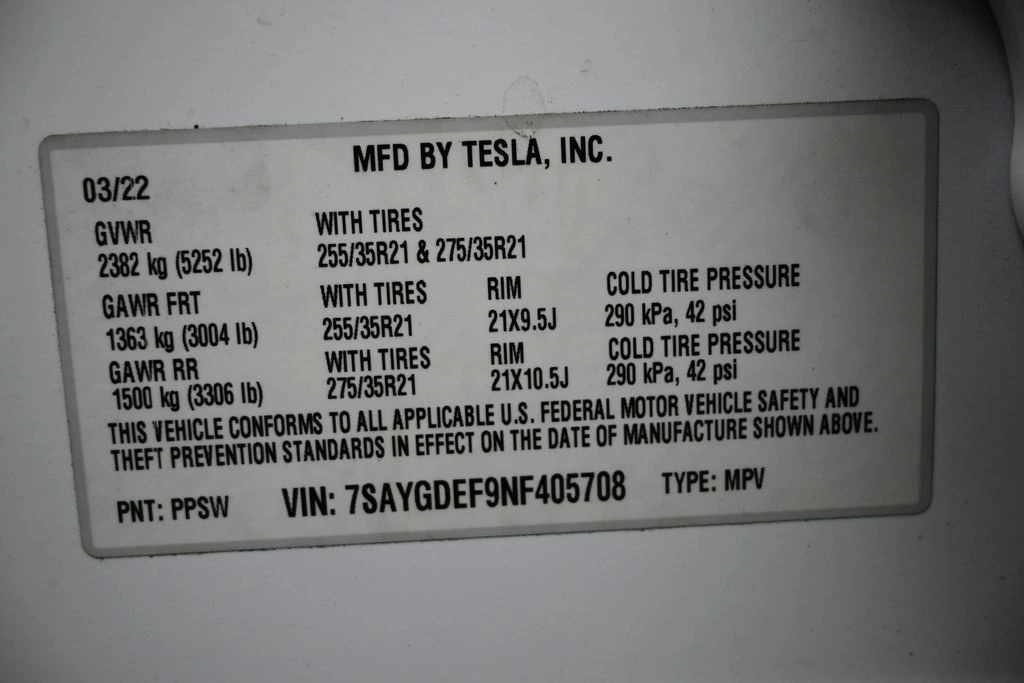 MFD BY TESLA, INC.
03/22
GVWR WITH TIRES
2382 kg (5252 lb) 255/35R21 & 275/35R21
GAWR FRT WITH TIRES RIM COLD TIRE PRESSURE
1363 kg (3004 lb) 255/35R21 21X9.5J 290 kPa, 42 psi
GAWR RR WITH TIRES RIM COLD TIRE PRESSURE
1500 kg (3306 lb) 275/35R21 21X10.5J 290 kPa, 42 psi
THIS VEHICLE CONFORMS TO ALL APPLICABLE U.S. FEDERAL MOTOR VEHICLE SAFETY AND
THEFT PREVENTION STANDARDS IN EFFECT ON THE DATE OF MANUFACTURE SHOWN ABOVE.
PNT: PPSW VIN: 7SAYGDEF9NF405708 TYPE: MPV